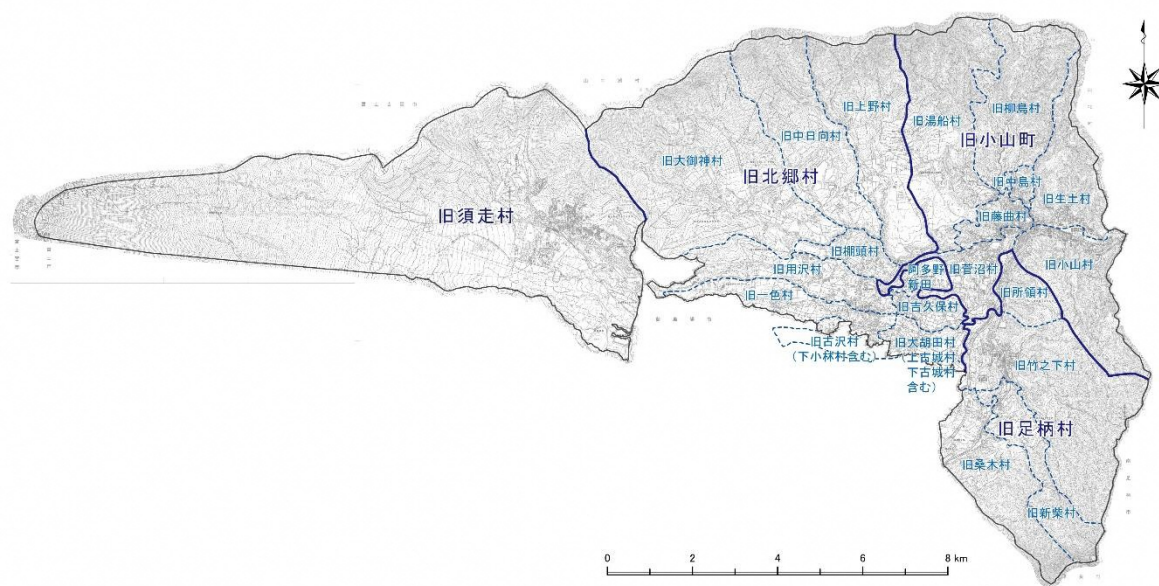 旧上野村
旧湯船村
旧柳島村
旧中日向村
旧小山町
旧大御神村
旧北郷村
旧中島村
旧生土村
旧須走村
旧藤曲村
旧棚頭村
旧用沢村
阿多野
新田
旧菅沼村
旧小山村
旧一色村
旧所領村
旧吉久保村
旧古沢村
(下小林村含む)
旧大胡田村
上古城村
下古城村
含む)
旧竹之下村
旧足柄村
旧桑木村
旧新柴村
0 2 4 6 8 km